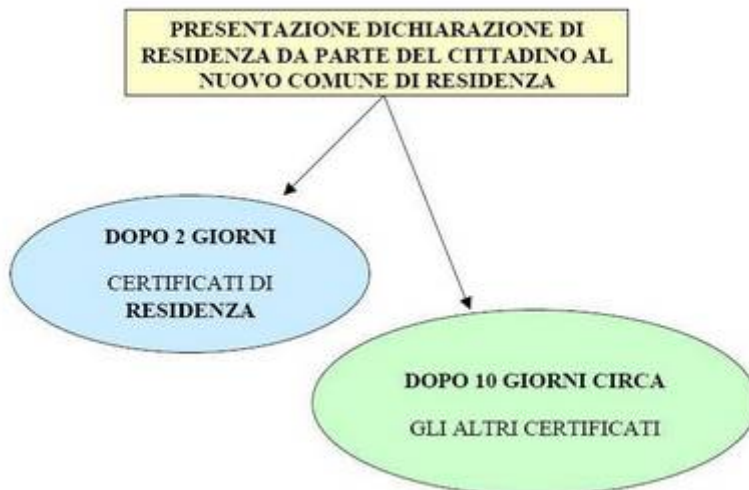 PRESENTAZIONE DICHIARAZIONE DI
RESIDENZA DA PARTE DEL CITTADINO AL
NUOVO COMUNE DI RESIDENZA
DOPO 2 GIORNI
CERTIFICATI DI
RESIDENZA
DOPO 10 GIORNI CIRCA
GLI ALTRI CERTIFICATI